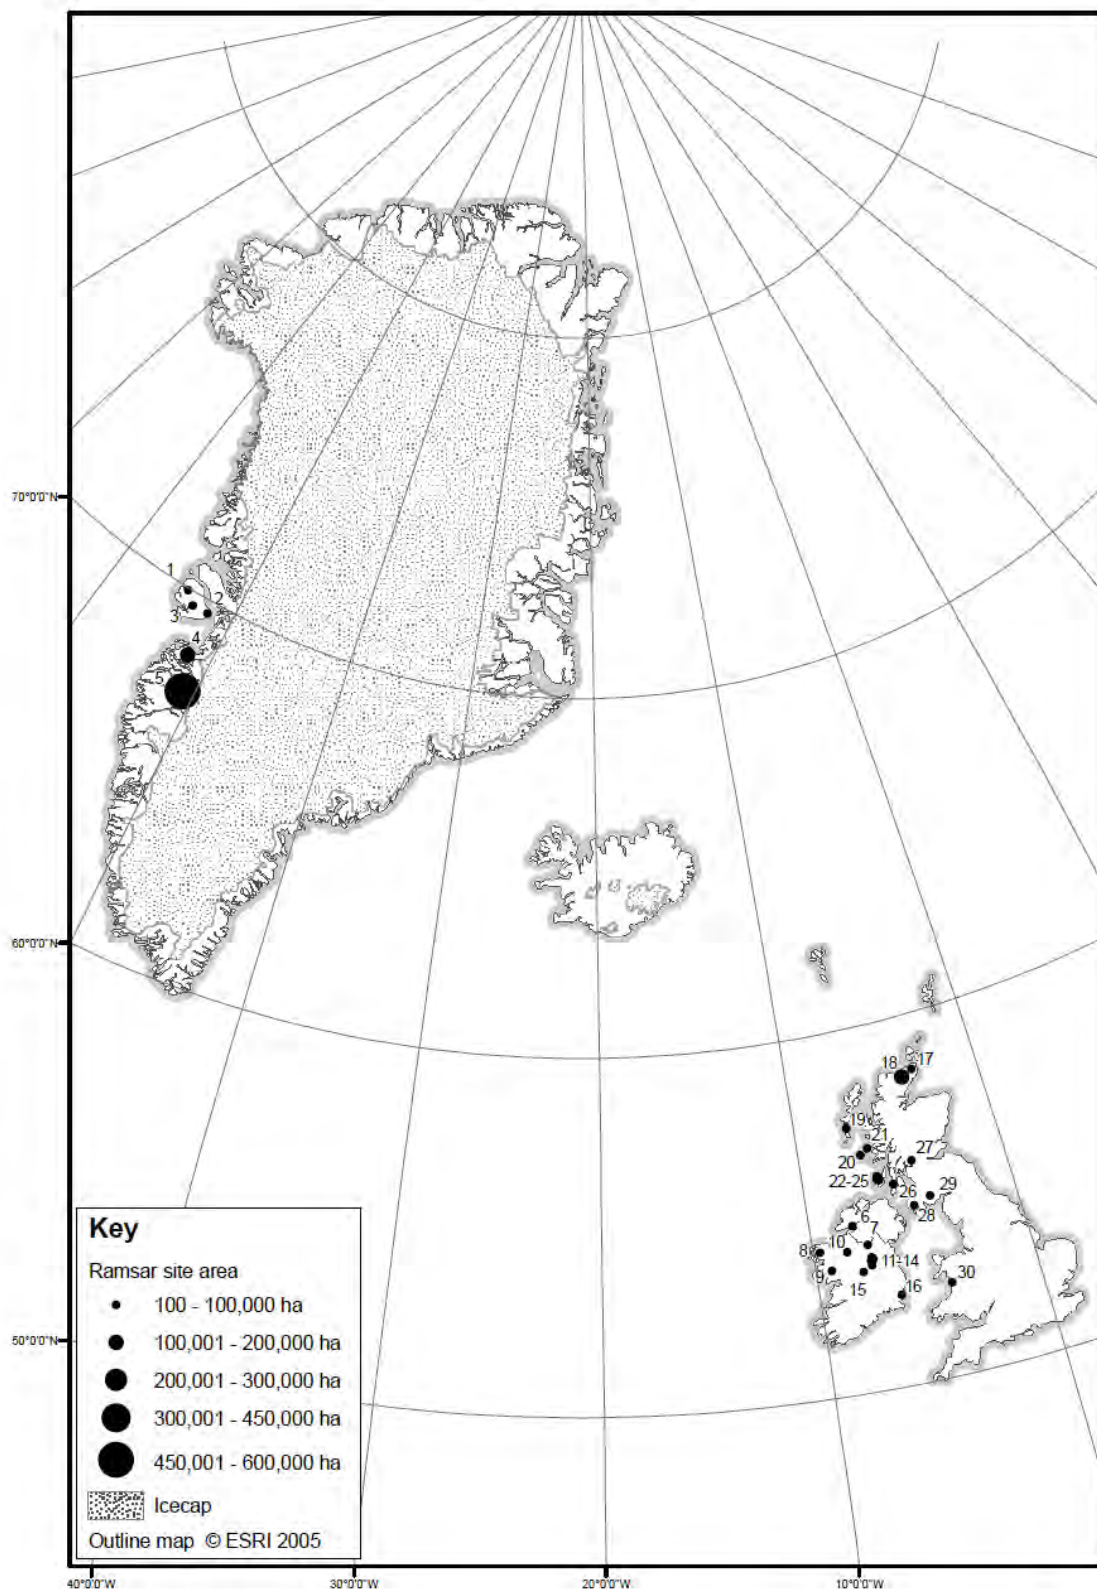 70°0'0"N
1
2
3
4
5
60°0'0"N
18
17
19
21
20
27
22-25
26
29
28
6
7
8
10
9
11-14
15
16
30
Key
Ramsar site area
100 - 100,000 ha
100,001 - 200,000 ha
200,001 - 300,000 ha
300,001 - 450,000 ha
450,001 - 600,000 ha
Icecap
Outline map © ESRI 2005
50°0'0"N
40°0'0"W
30°0'0"W
20°0'0"W
10°0'0"W